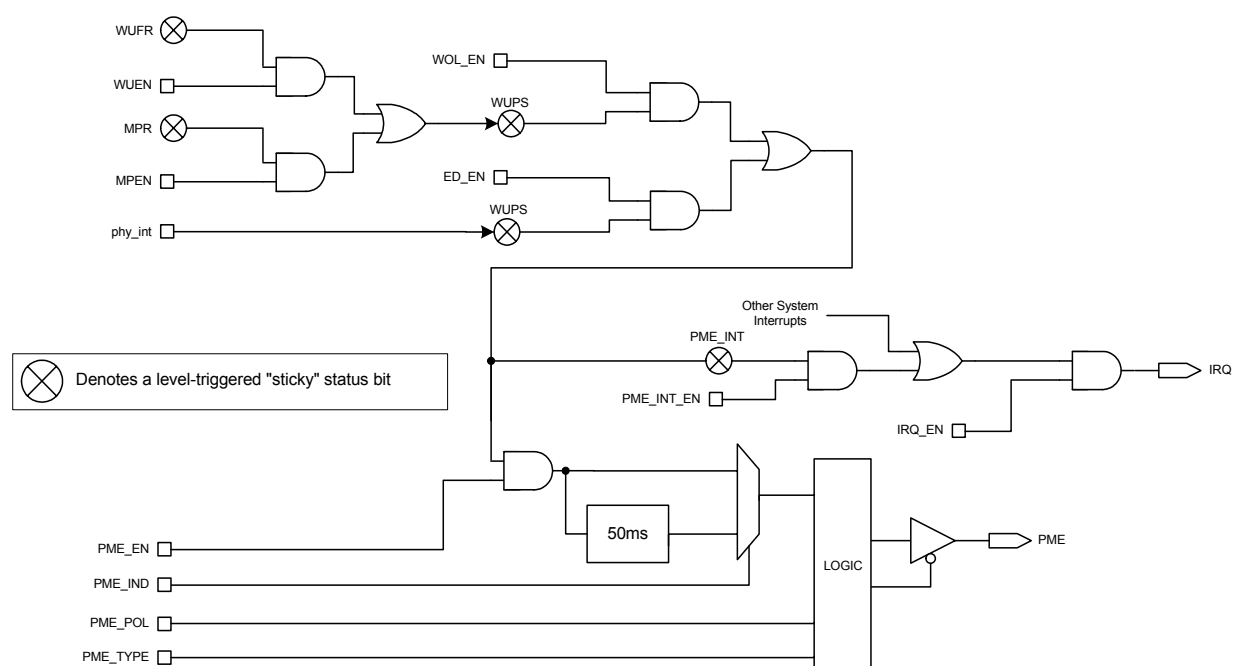 WUFR
WUEN
MPR
MPEN
phy_int
WOL_EN
WUPS
ED_EN
WUPS
Denotes a level-triggered "sticky" status bit
Other System
Interrupts
PME_INT
PME_INT_EN
IRQ
IRQ_EN
50ms
LOGIC
PME
PME_EN
PME_IND
PME_POL
PME_TYPE